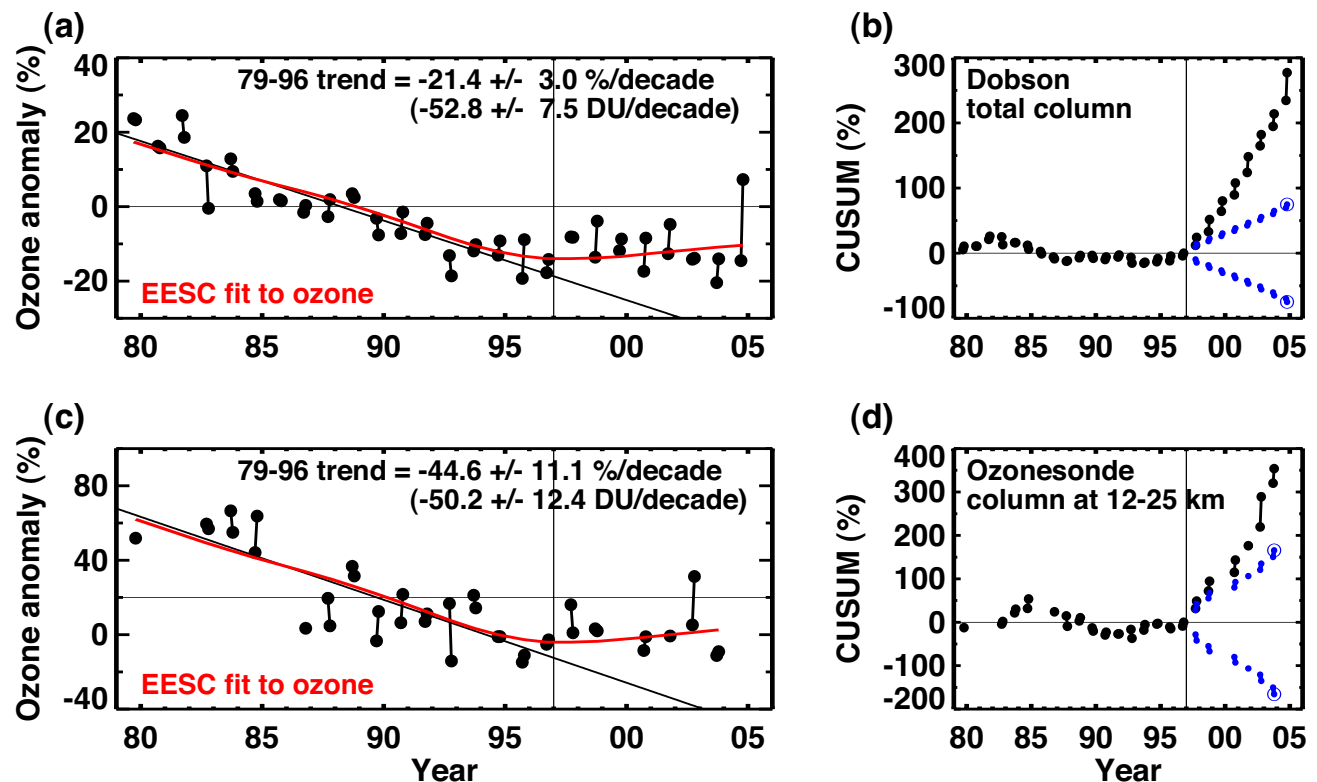 (a)
79-96 trend = -21.4 +/- 3.0 %/decade
(-52.8 +/- 7.5 DU/decade)
Ozone anomaly (%)
40
20
0
-20
EESC fit to ozone
80 85 90 95 00 05
(b)
Dobson
total column
CUSUM (%)
300
200
100
0
-100
80 85 90 95 00 05
Year
(c)
79-96 trend = -44.6 +/- 11.1 %/decade
(-50.2 +/- 12.4 DU/decade)
Ozone anomaly (%)
80
40
20
0
-40
EESC fit to ozone
80 85 90 95 00 05
Year
(d)
Ozonesonde
column at 12-25 km
CUSUM (%)
400
300
200
100
0
-100
-200
80 85 90 95 00 05
Year